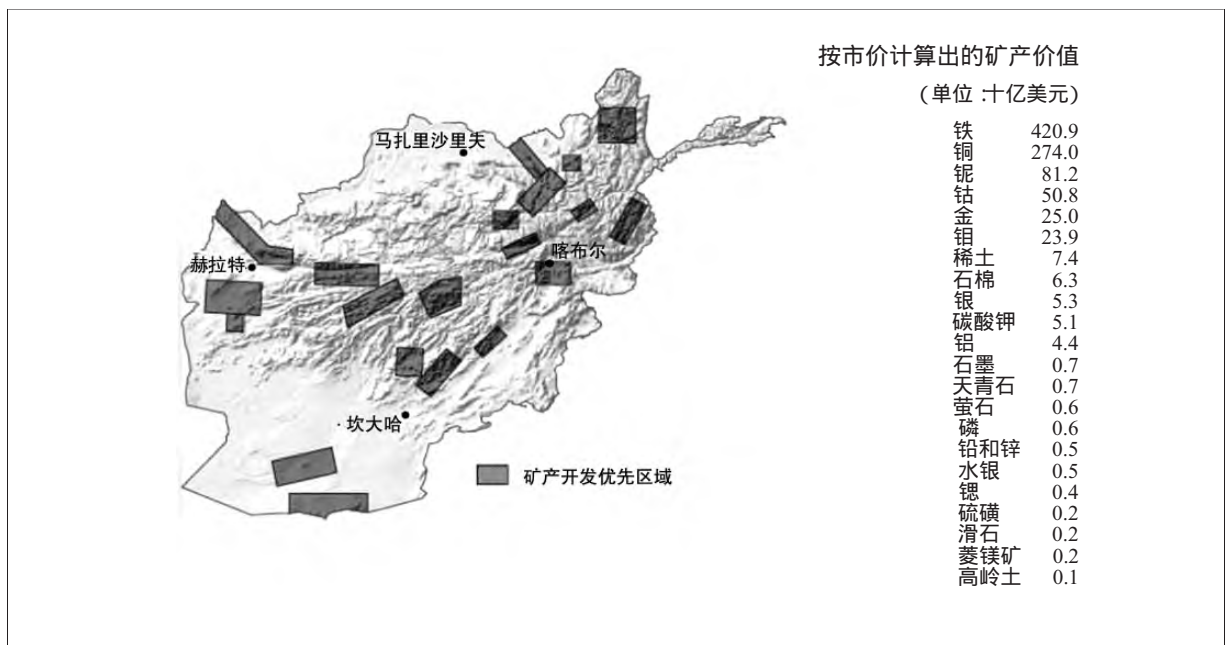 按市价计算出的矿产价值
(单位:十亿美元)
铁 420.9
铜 274.0
铌 81.2
钴 50.8
金 25.0
钼 23.9
稀土 7.4
石棉 6.3
银 5.3
碳酸钾 5.1
铝 4.4
石墨 0.7
天青石 0.7
萤石 0.6
磷 0.6
铅和锌 0.5
水银 0.5
锶 0.4
硫磺 0.2
滑石 0.2
菱镁矿 0.2
高岭土 0.1
马扎里沙里夫
喀布尔
赫拉特
坎大哈
矿产开发优先区域